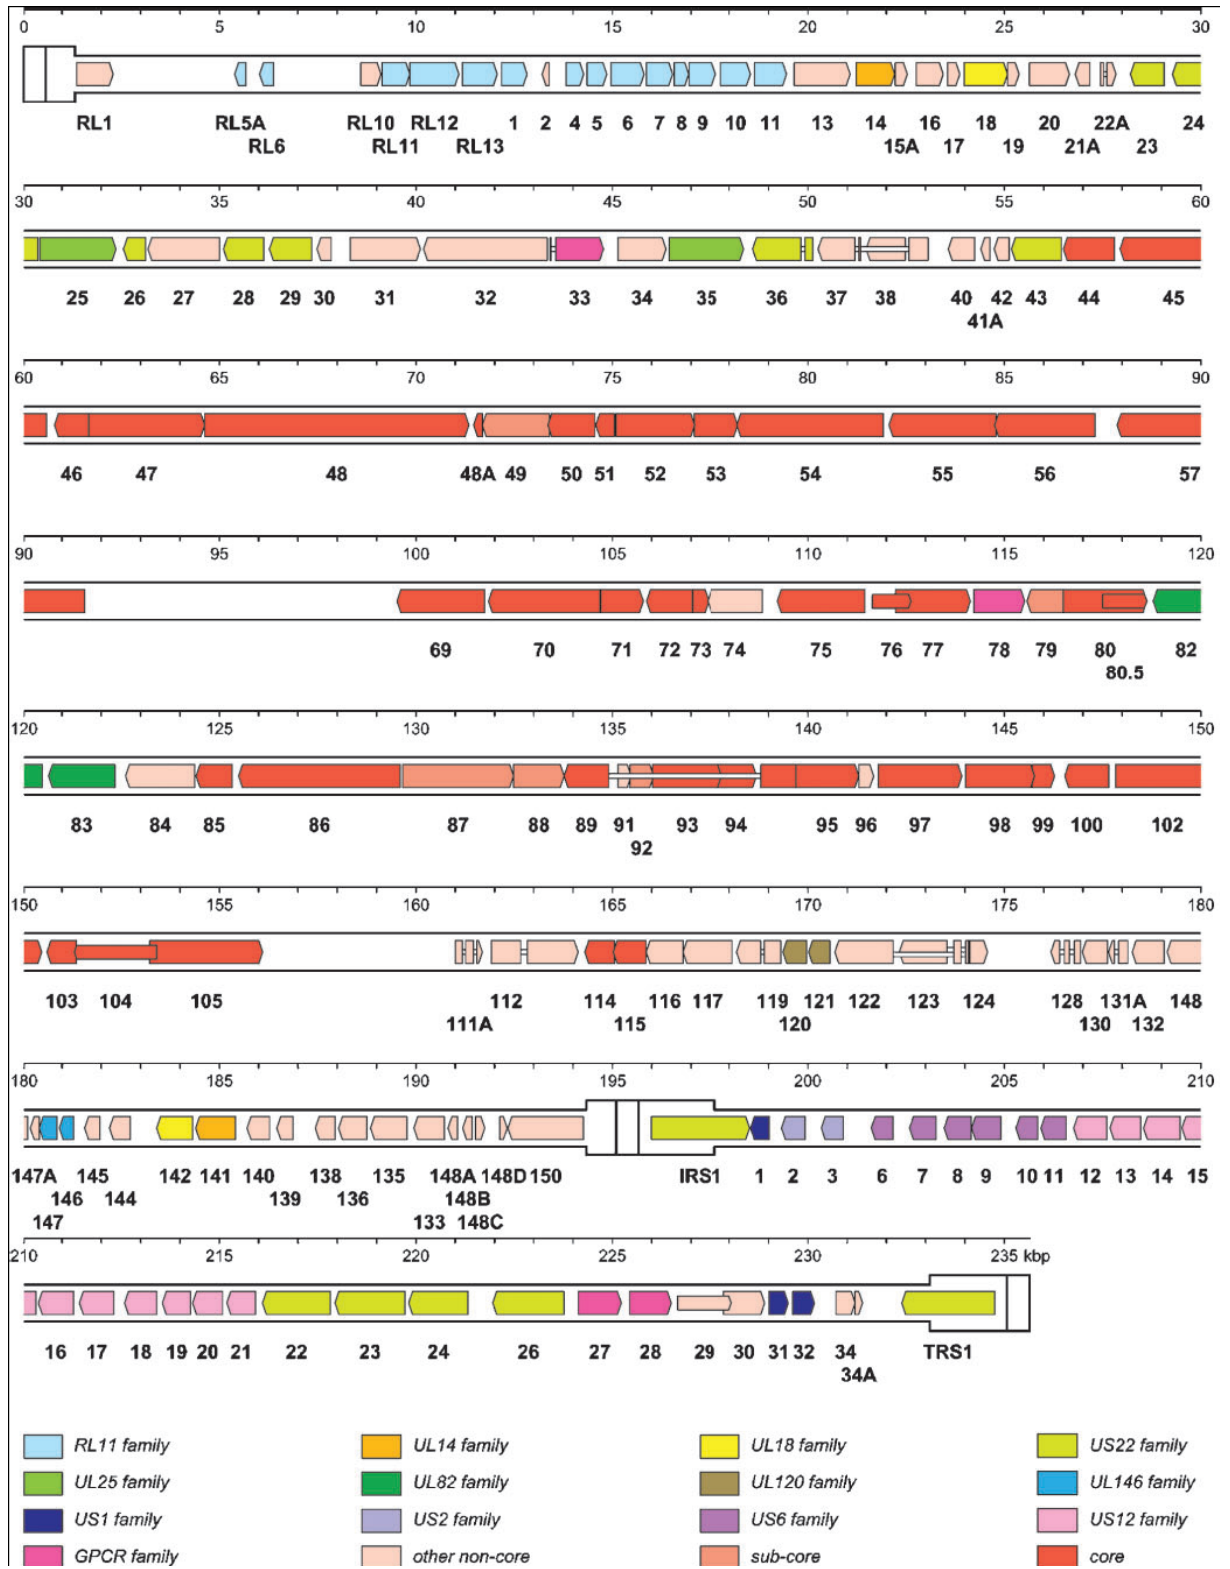 0 5 10 15 20 25 30
RL1 RL5A RL10 RL12 1 2 4 5 6 7 8 9 10 11 13 14 16 18 20 22A 24
RL6 RL11 RL13 15A 17 19 21A 23
30 35 40 45 50 55 60
25 26 27 28 29 30 31 32 33 34 35 36 37 38 40 42 43 44 45
41A
60 65 70 75 80 85 90
46 47 48 48A 49 50 51 52 53 54 55 56 57
90 95 100 105 110 115 120
69 70 71 72 73 74 75 76 77 78 79 80 82
80.5
120 125 130 135 140 145 150
83 84 85 86 87 88 89 91 93 94 95 96 97 98 99 100 102
92
150 155 160 165 170 175 180
103 104 105 112 114 116 117 119 121 122 123 124 128 131A 148
111A 115 120 130 132
180 185 190 195 200 205 210
147A 145 142 141 140 138 135 148A 148D 150 IRS1 1 2 3 6 7 8 9 10 11 12 13 14 15
146 144 139 136 148B
147 133 148C
210 215 220 225 230 235 kbp
16 17 18 19 20 21 22 23 24 26 27 28 29 30 31 32 34 TRS1
34A
RL11 family UL14 family UL18 family US22 family
UL25 family UL82 family UL120 family UL146 family
US1 family US2 family US6 family US12 family
GPCR family other non-core sub-core core